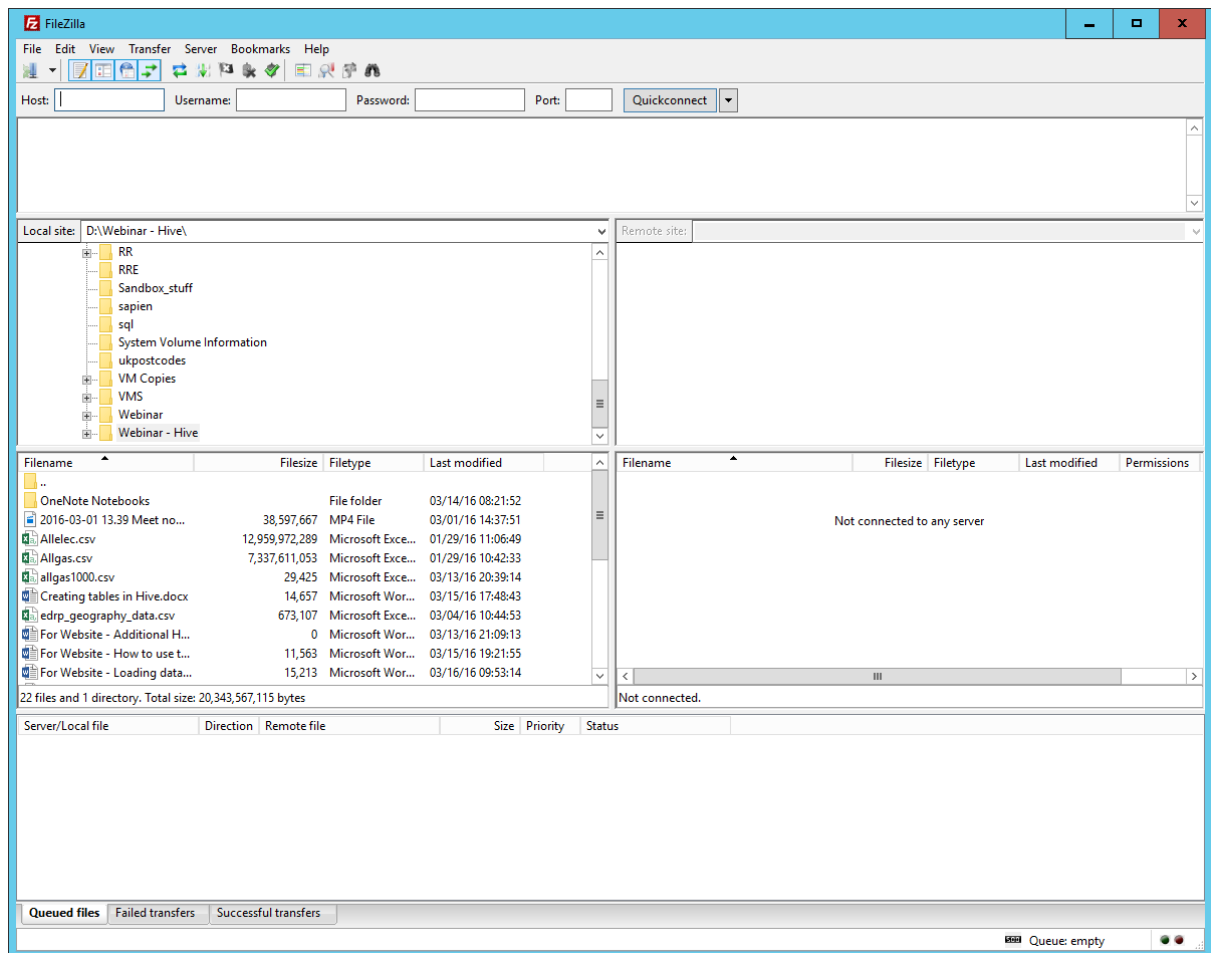 FileZilla
File Edit View Transfer Server Bookmarks Help
Host: Username: Password: Port: Quickconnect
Local site: D:\Webinar - Hive\
RR
RRE
Sandbox_stuff
sapien
sql
System Volume Information
ukpostcodes
VM Copies
VMS
Webinar
Webinar - Hive
Remote site:
Filename Filesize Filetype Last modified
..
OneNote Notebooks File folder 03/14/16 08:21:52
2016-03-01 13.39 Meet no... 38,597,667 MP4 File 03/01/16 14:37:51
Allelec.csv 12,959,972,289 Microsoft Exce... 01/29/16 11:06:49
Allgas.csv 7,337,611,053 Microsoft Exce... 01/29/16 10:42:33
allgas1000.csv 29,425 Microsoft Exce... 03/13/16 20:39:14
Creating tables in Hive.docx 14,657 Microsoft Wor... 03/15/16 17:48:43
edrp_geography_data.csv 673,107 Microsoft Exce... 03/04/16 10:44:53
For Website - Additional H... 0 Microsoft Wor... 03/13/16 21:09:13
For Website - How to use t... 11,563 Microsoft Wor... 03/15/16 19:21:55
For Website - Loading data... 15,213 Microsoft Wor... 03/16/16 09:53:14
22 files and 1 directory. Total size: 20,343,567,115 bytes
Filename Filesize Filetype Last modified Permissions
Not connected to any server
Not connected.
Server/Local file Direction Remote file Size Priority Status
Queued files Failed transfers Successful transfers
Queue: empty